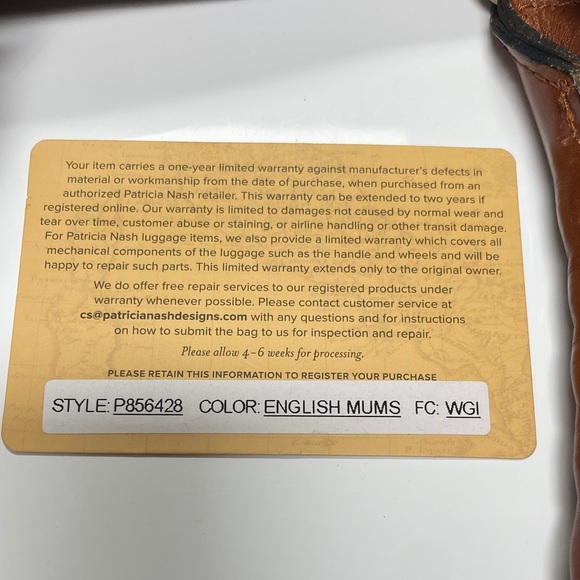 Your item carries a one-year limited warranty against manufacturer's defects in
material or workmanship from the date of purchase, when purchased from an
authorized Patricia Nash retailer. This warranty can be extended to two years if
registered online. Our warranty is limited to damages not caused by normal wear and
tear over time, customer abuse or staining, or airline handling or other transit damage.
For Patricia Nash luggage items, we also provide a limited warranty which covers all
mechanical components of the luggage such as the handle and wheels and will be
happy to repair such parts. This limited warranty extends only to the original owner.
We do offer free repair services to our registered products under
warranty whenever possible. Please contact customer service at
cs@patricianashdesigns.com with any questions and for instructions
on how to submit the bag to us for inspection and repair.
Please allow 4-6 weeks for processing.
PLEASE RETAIN THIS INFORMATION TO REGISTER YOUR PURCHASE
STYLE: P856428 COLOR: ENGLISH MUMS FC: WGI